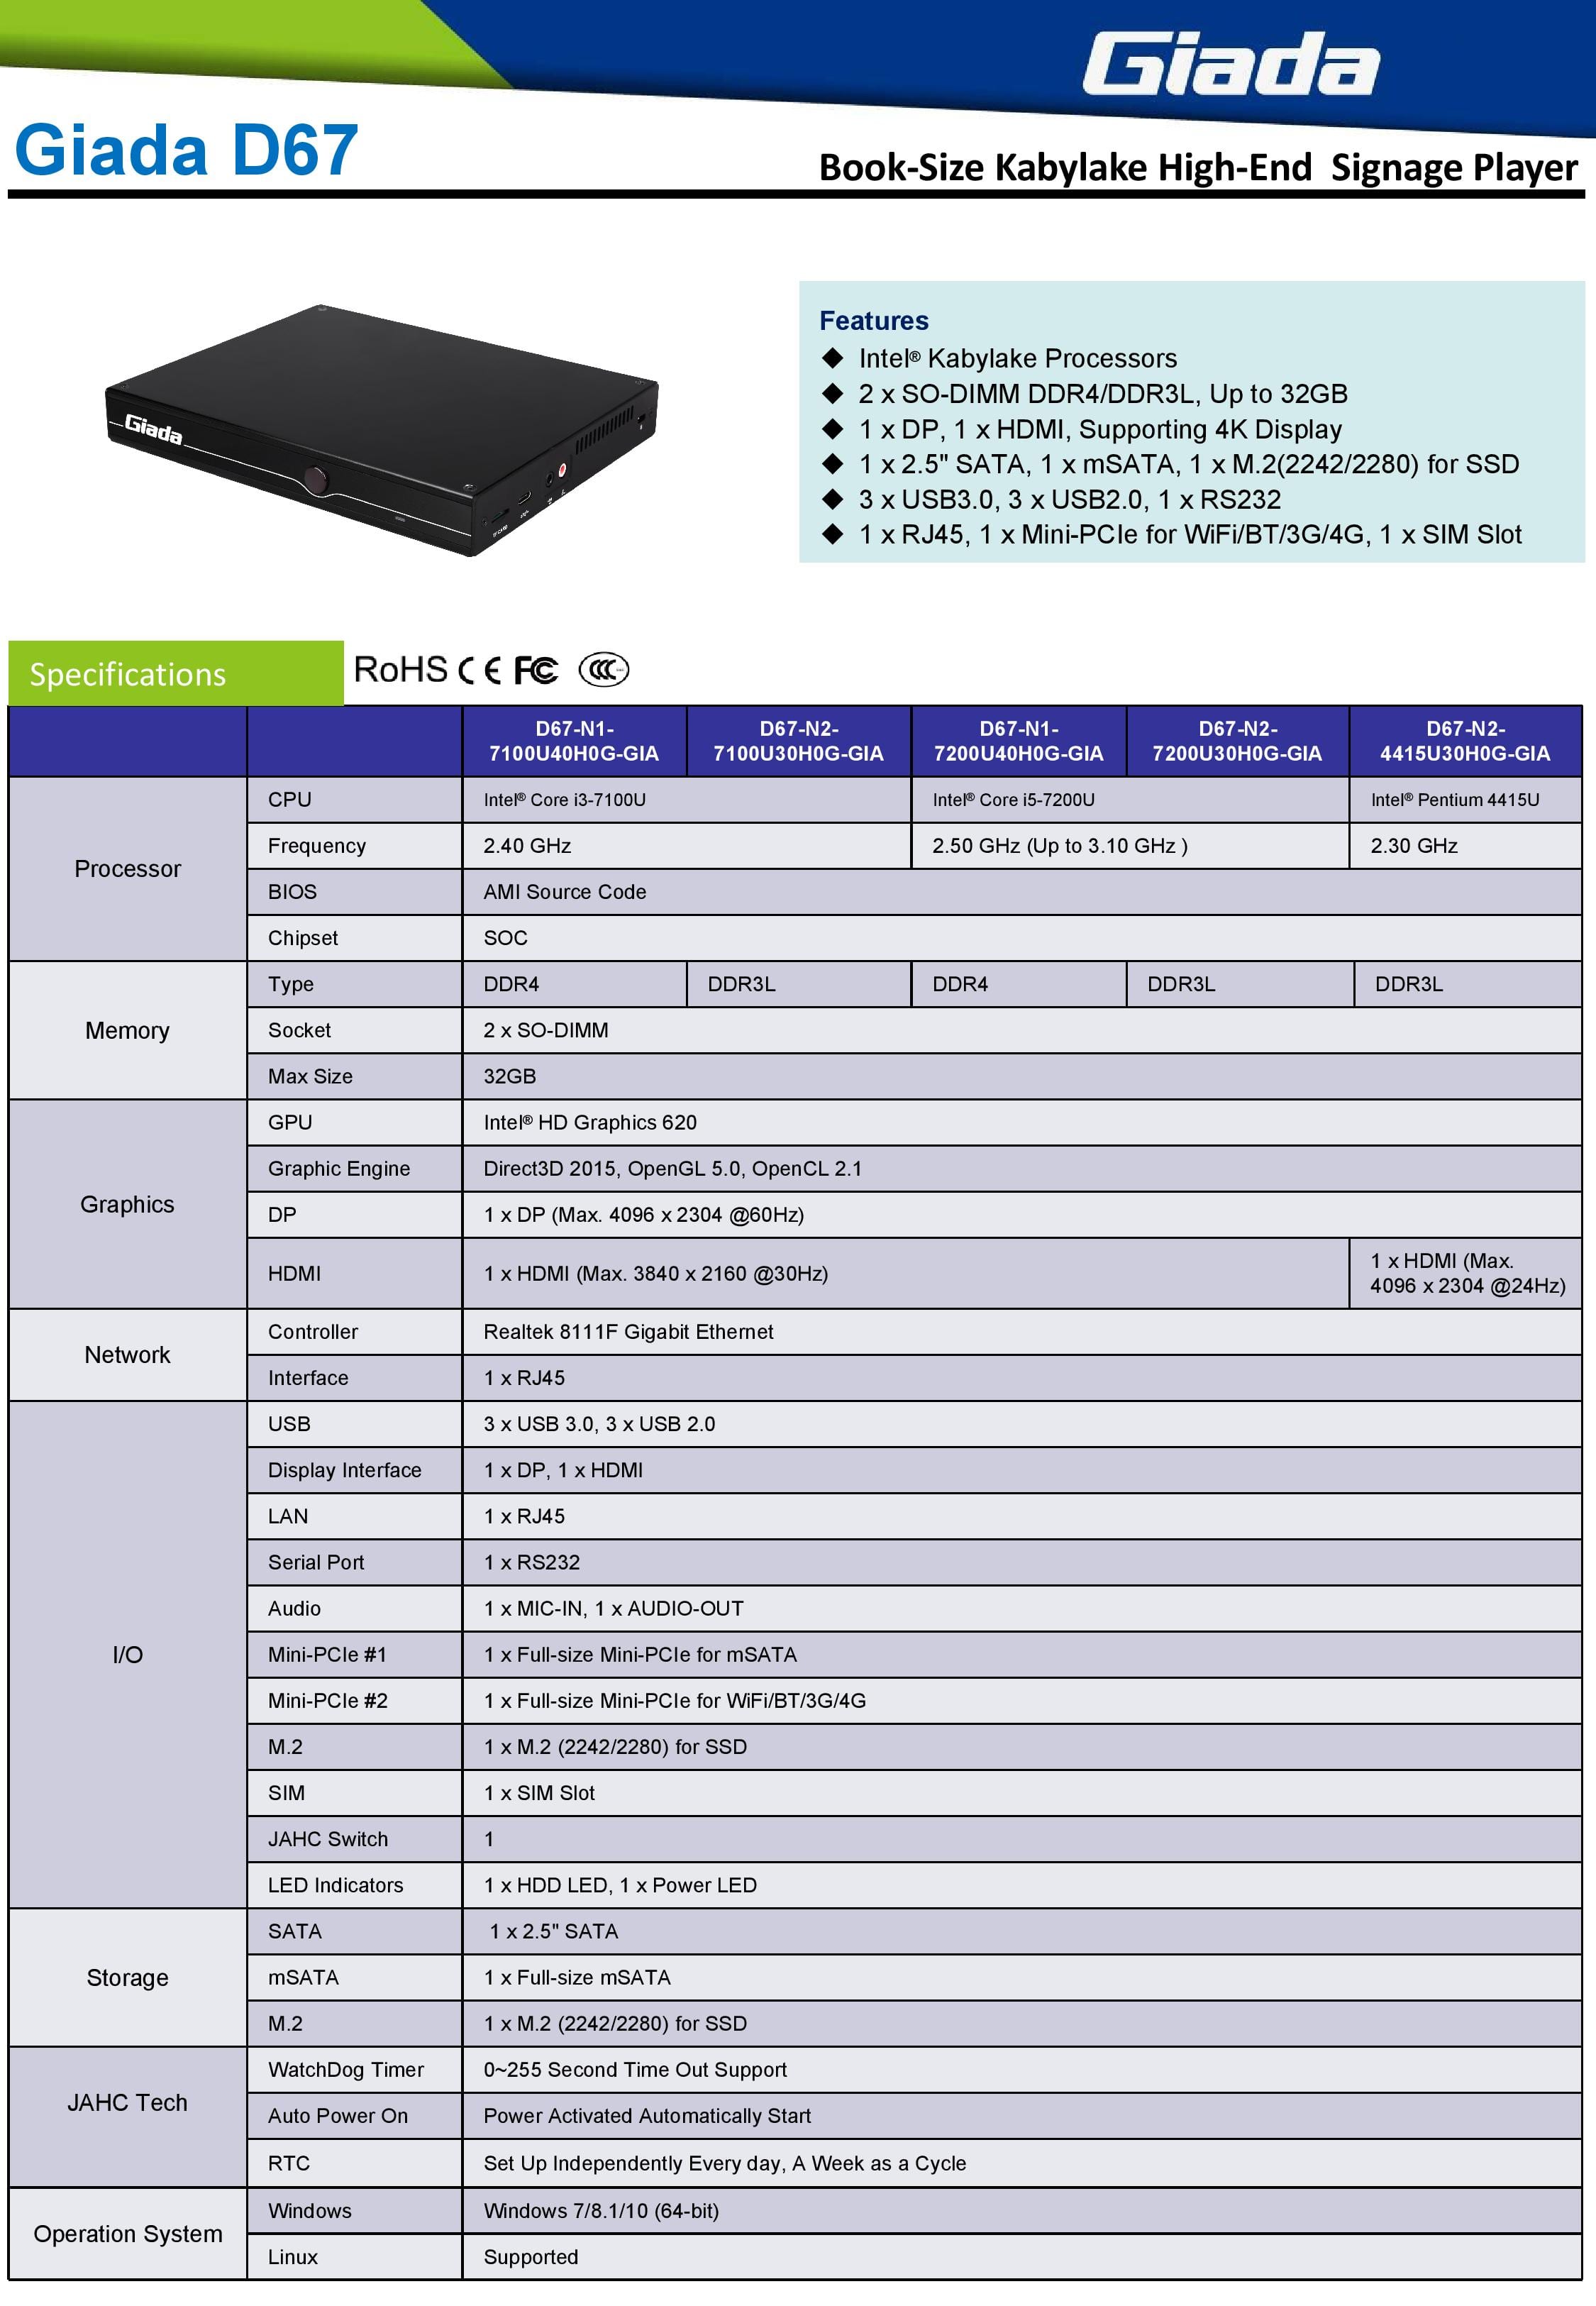 Giada
Giada D67
Book-Size Kabylake High-End Signage Player
Giada
Features
◆ Intel® Kabylake Processors
◆ 2 x SO-DIMM DDR4/DDR3L, Up to 32GB
◆ 1 x DP, 1 x HDMI, Supporting 4K Display
◆ 1 x 2.5" SATA, 1 x mSATA, 1 x M.2(2242/2280) for SSD
◆ 3 x USB3.0, 3 x USB2.0, 1 x RS232
◆ 1 x RJ45, 1 x Mini-PCIe for WiFi/BT/3G/4G, 1 x SIM Slot
Specifications RoHS CE FC CCC
D67-N1-7100U40H0G-GIA D67-N2-7100U30H0G-GIA D67-N1-7200U40H0G-GIA D67-N2-7200U30H0G-GIA D67-N2-4415U30H0G-GIA
Processor
CPU Intel® Core i3-7100U Intel® Core i5-7200U Intel® Pentium 4415U
Frequency 2.40 GHz 2.50 GHz (Up to 3.10 GHz ) 2.30 GHz
BIOS AMI Source Code
Chipset SOC
Memory
Type DDR4 DDR3L DDR4 DDR3L DDR3L
Socket 2 x SO-DIMM
Max Size 32GB
Graphics
GPU Intel® HD Graphics 620
Graphic Engine Direct3D 2015, OpenGL 5.0, OpenCL 2.1
DP 1 x DP (Max. 4096 x 2304 @60Hz)
HDMI 1 x HDMI (Max. 3840 x 2160 @30Hz) 1 x HDMI (Max. 4096 x 2304 @24Hz)
Network
Controller Realtek 8111F Gigabit Ethernet
Interface 1 x RJ45
I/O
USB 3 x USB 3.0, 3 x USB 2.0
Display Interface 1 x DP, 1 x HDMI
LAN 1 x RJ45
Serial Port 1 x RS232
Audio 1 x MIC-IN, 1 x AUDIO-OUT
Mini-PCIe #1 1 x Full-size Mini-PCIe for mSATA
Mini-PCIe #2 1 x Full-size Mini-PCIe for WiFi/BT/3G/4G
M.2 1 x M.2 (2242/2280) for SSD
SIM 1 x SIM Slot
JAHC Switch 1
LED Indicators 1 x HDD LED, 1 x Power LED
Storage
SATA 1 x 2.5" SATA
mSATA 1 x Full-size mSATA
M.2 1 x M.2 (2242/2280) for SSD
JAHC Tech
WatchDog Timer 0~255 Second Time Out Support
Auto Power On Power Activated Automatically Start
RTC Set Up Independently Every day, A Week as a Cycle
Operation System
Windows Windows 7/8.1/10 (64-bit)
Linux Supported